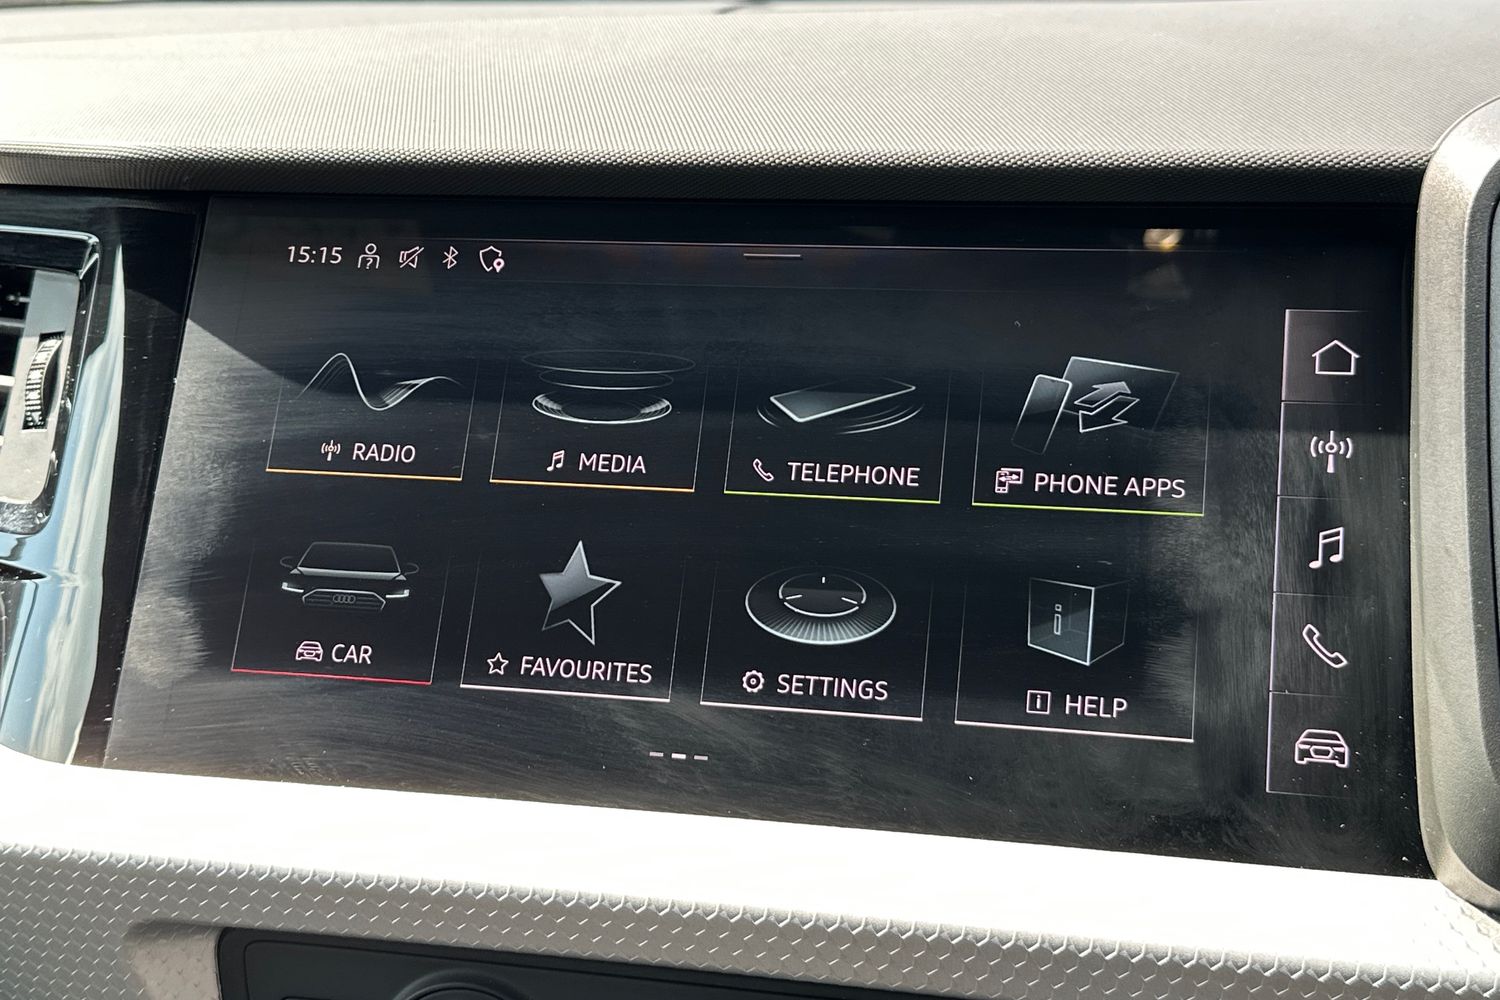 15:15
RADIO
MEDIA
TELEPHONE
PHONE APPS
CAR
FAVOURITES
SETTINGS
HELP